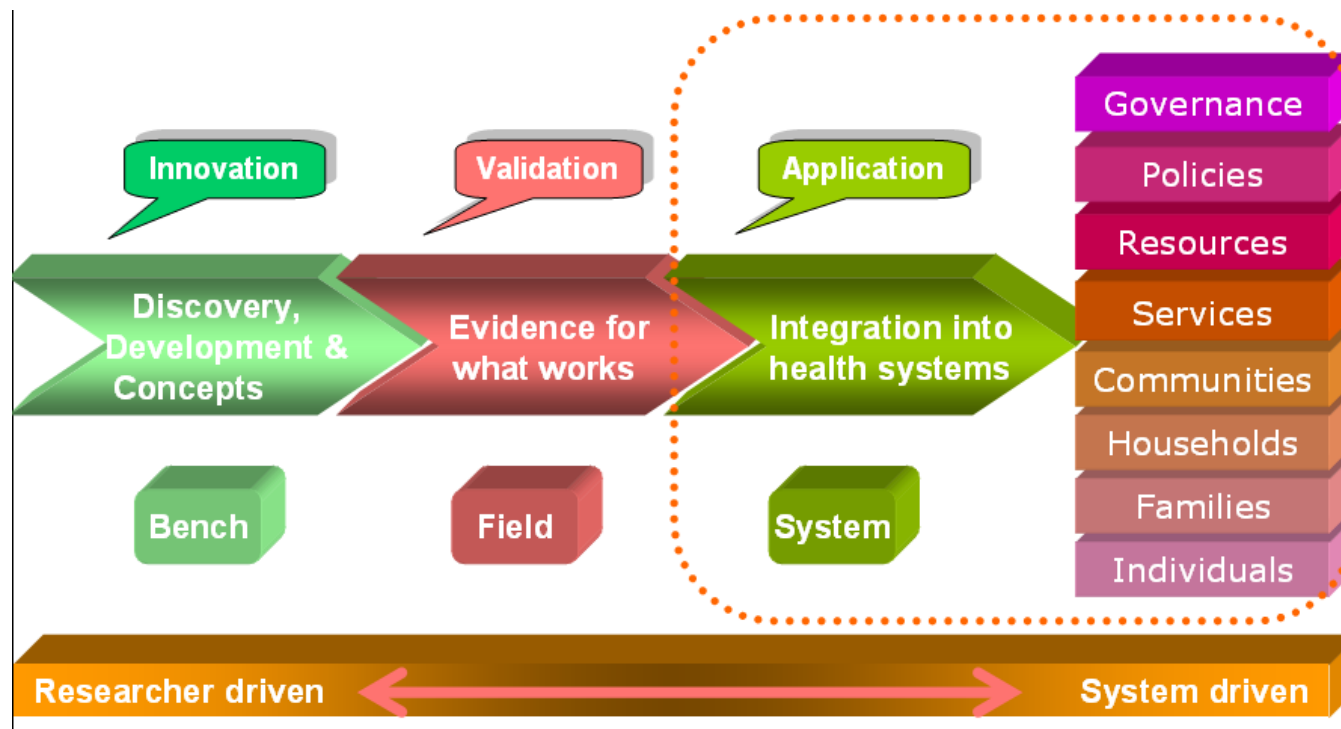 Innovation
Validation
Application
Discovery,
Development &
Concepts
Evidence for
what works
Integration into
health systems
Bench
Field
System
Governance
Policies
Resources
Services
Communities
Households
Families
Individuals
Researcher driven
System driven